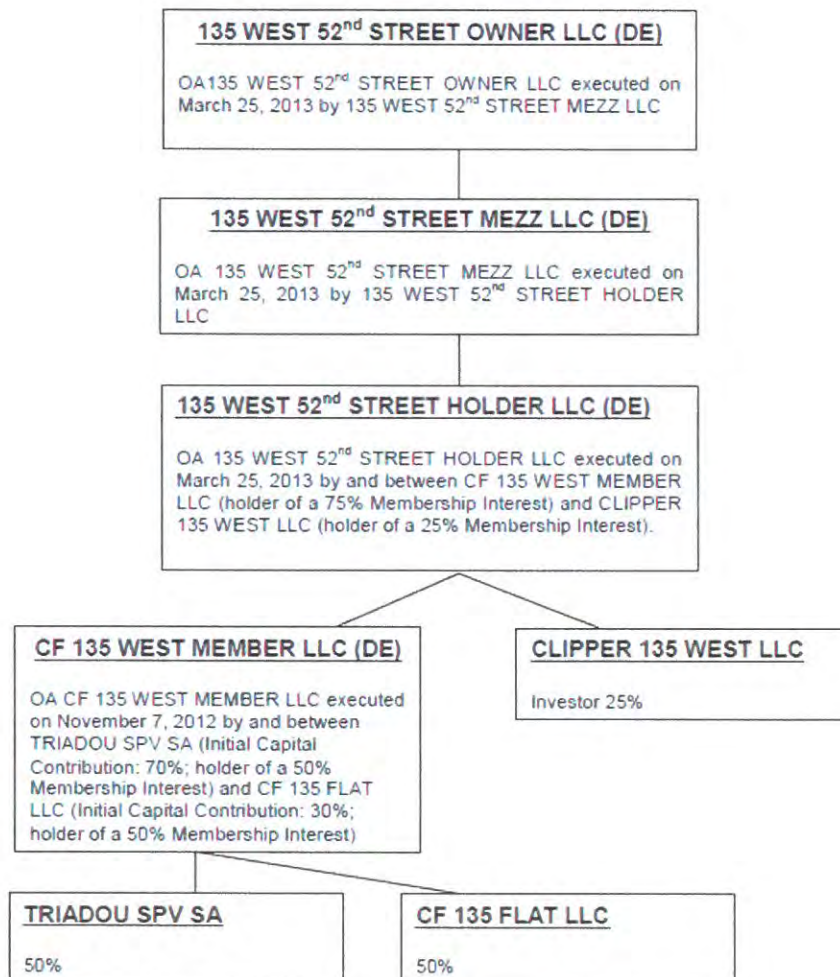 135 WEST 52nd STREET OWNER LLC (DE)
OA135 WEST 52nd STREET OWNER LLC executed on
March 25, 2013 by 135 WEST 52nd STREET MEZZ LLC
135 WEST 52nd STREET MEZZ LLC (DE)
OA 135 WEST 52nd STREET MEZZ LLC executed on
March 25, 2013 by 135 WEST 52nd STREET HOLDER
LLC
135 WEST 52nd STREET HOLDER LLC (DE)
OA 135 WEST 52nd STREET HOLDER LLC executed on
March 25, 2013 by and between CF 135 WEST MEMBER
LLC (holder of a 75% Membership Interest) and CLIPPER
135 WEST LLC (holder of a 25% Membership Interest).
CF 135 WEST MEMBER LLC (DE)
OA CF 135 WEST MEMBER LLC executed
on November 7, 2012 by and between
TRIADOU SPV SA (Initial Capital
Contribution: 70%; holder of a 50%
Membership Interest) and CF 135 FLAT
LLC (Initial Capital Contribution: 30%;
holder of a 50% Membership Interest)
CLIPPER 135 WEST LLC
Investor 25%
TRIADOU SPV SA
50%
CF 135 FLAT LLC
50%